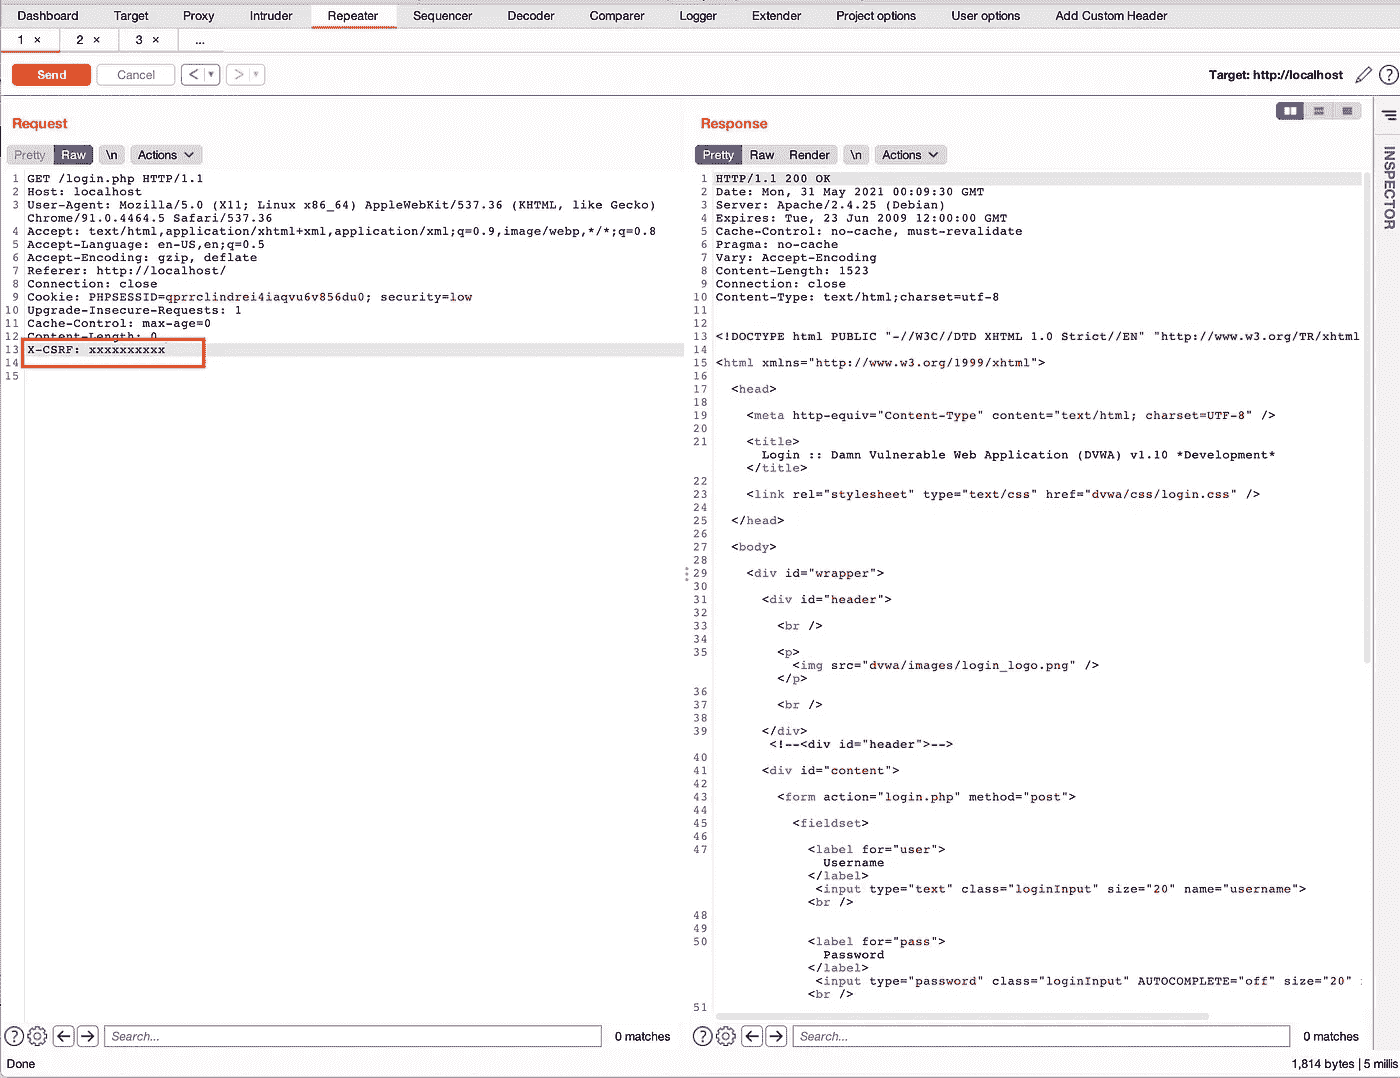 Dashboard Target Proxy Intruder Repeater Sequencer Decoder Comparer Logger Extender Project options User options Add Custom Header
1 × 2 × 3 × ...
Send Cancel < ▾ > ▾ Target: http://localhost ?
Request
Pretty Raw \n Actions
1 GET /login.php HTTP/1.1
2 Host: localhost
3 User-Agent: Mozilla/5.0 (X11; Linux x86_64) AppleWebKit/537.36 (KHTML, like Gecko)
Chrome/91.0.4464.5 Safari/537.36
4 Accept: text/html,application/xhtml+xml,application/xml;q=0.9,image/webp,*/*;q=0.8
5 Accept-Language: en-US,en;q=0.5
6 Accept-Encoding: gzip, deflate
7 Referer: http://localhost/
8 Connection: close
9 Cookie: PHPSESSID=qprrclindrei4iaqvu6v856du0; security=low
10 Upgrade-Insecure-Requests: 1
11 Cache-Control: max-age=0
12 Content-Length: 0
13 X-CSRF: xxxxxxxxxx
14
15
? Search... 0 matches
Response
Pretty Raw Render \n Actions
1 HTTP/1.1 200 OK
2 Date: Mon, 31 May 2021 00:09:30 GMT
3 Server: Apache/2.4.25 (Debian)
4 Expires: Tue, 23 Jun 2009 12:00:00 GMT
5 Cache-Control: no-cache, must-revalidate
6 Pragma: no-cache
7 Vary: Accept-Encoding
8 Content-Length: 1523
9 Connection: close
10 Content-Type: text/html;charset=utf-8
11
12
13 <!DOCTYPE html PUBLIC "-//W3C//DTD XHTML 1.0 Strict//EN" "http://www.w3.org/TR/xhtml
14
15 <html xmlns="http://www.w3.org/1999/xhtml">
16
17 <head>
18
19 <meta http-equiv="Content-Type" content="text/html; charset=UTF-8" />
20
21 <title>
Login :: Damn Vulnerable Web Application (DVWA) v1.10 *Development*
</title>
22
23 <link rel="stylesheet" type="text/css" href="dvwa/css/login.css" />
24
25 </head>
26
27 <body>
28
29 <div id="wrapper">
30
31 <div id="header">
32
33 <br />
34
35 <p>
<img src="dvwa/images/login_logo.png" />
</p>
36
37 <br />
38
39 </div>
<!--<div id="header">-->
40
41 <div id="content">
42
43 <form action="login.php" method="post">
44
45 <fieldset>
46
47 <label for="user">
Username
</label>
<input type="text" class="loginInput" size="20" name="username">
<br />
48
49
50 <label for="pass">
Password
</label>
<input type="password" class="loginInput" AUTOCOMPLETE="off" size="20"
<br />
51
? Search... 0 matches
INSPECTOR
Done 1,814 bytes | 5 millis